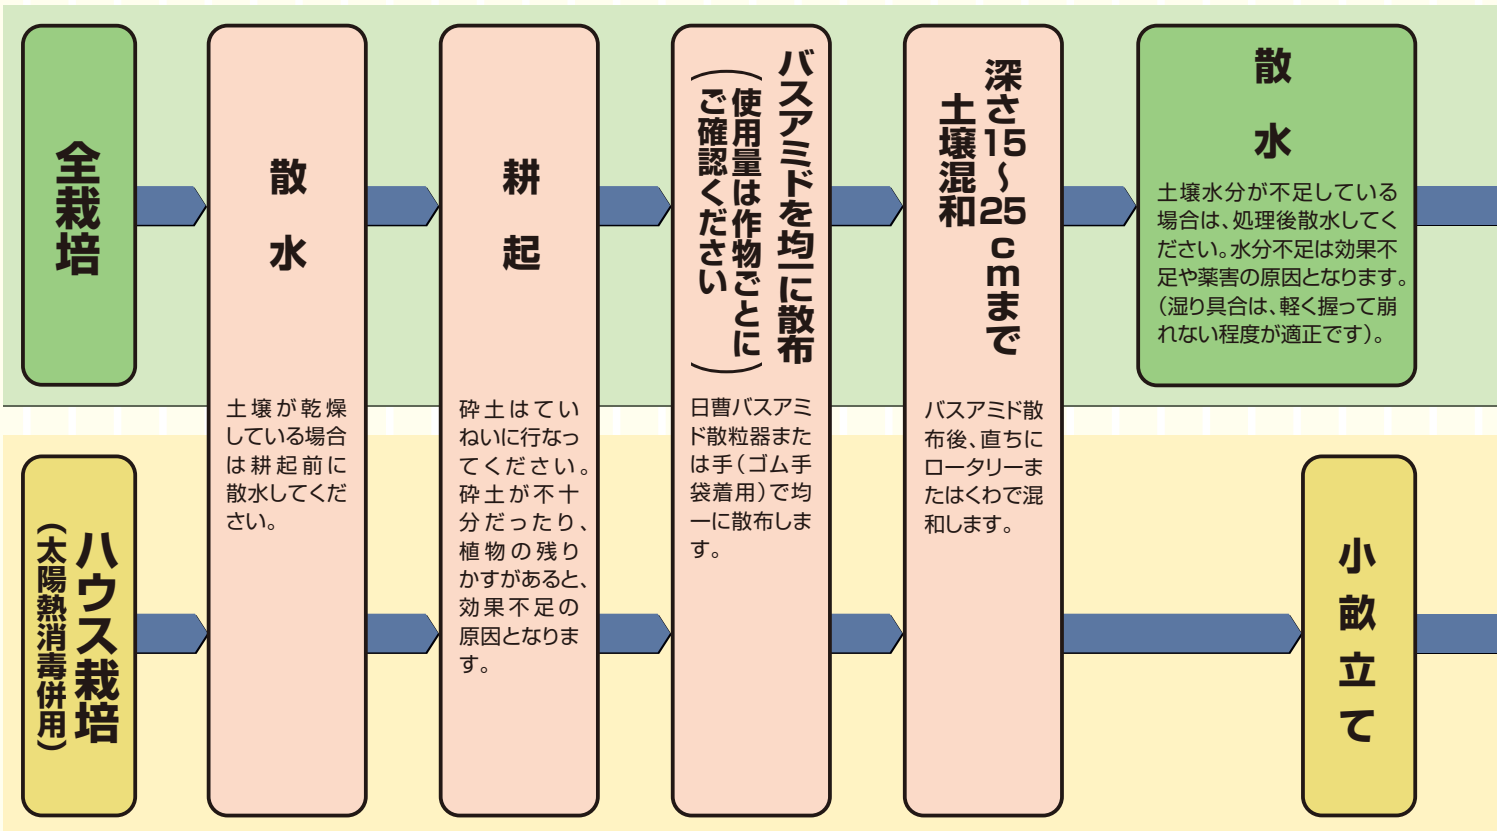 全栽培
散水
土壌が乾燥
している場合
は耕起前に
散水してくだ
さい。
耕起
砕土はてい
ねいに行なっ
てください。
砕土が不十
分だったり、
植物の残り
かすがあると、
効果不足の
原因となりま
す。
バスアミドを均一に散布
(使用量は作物ごとに
ご確認ください)
日曹バスアミ
ド散粒器また
は手(ゴム手
袋着用)で均
一に散布しま
す。
深さ15〜25cmまで
土壌混和
バスアミド散
布後、直ちに
ロータリーま
たはくわで混
和します。
散水
土壌水分が不足している
場合は、処理後散水してく
ださい。水分不足は効果不
足や薬害の原因となります。
(湿り具合は、軽く握って崩
れない程度が適正です)。
ハウス栽培
(太陽熱消毒併用)
小畝立て